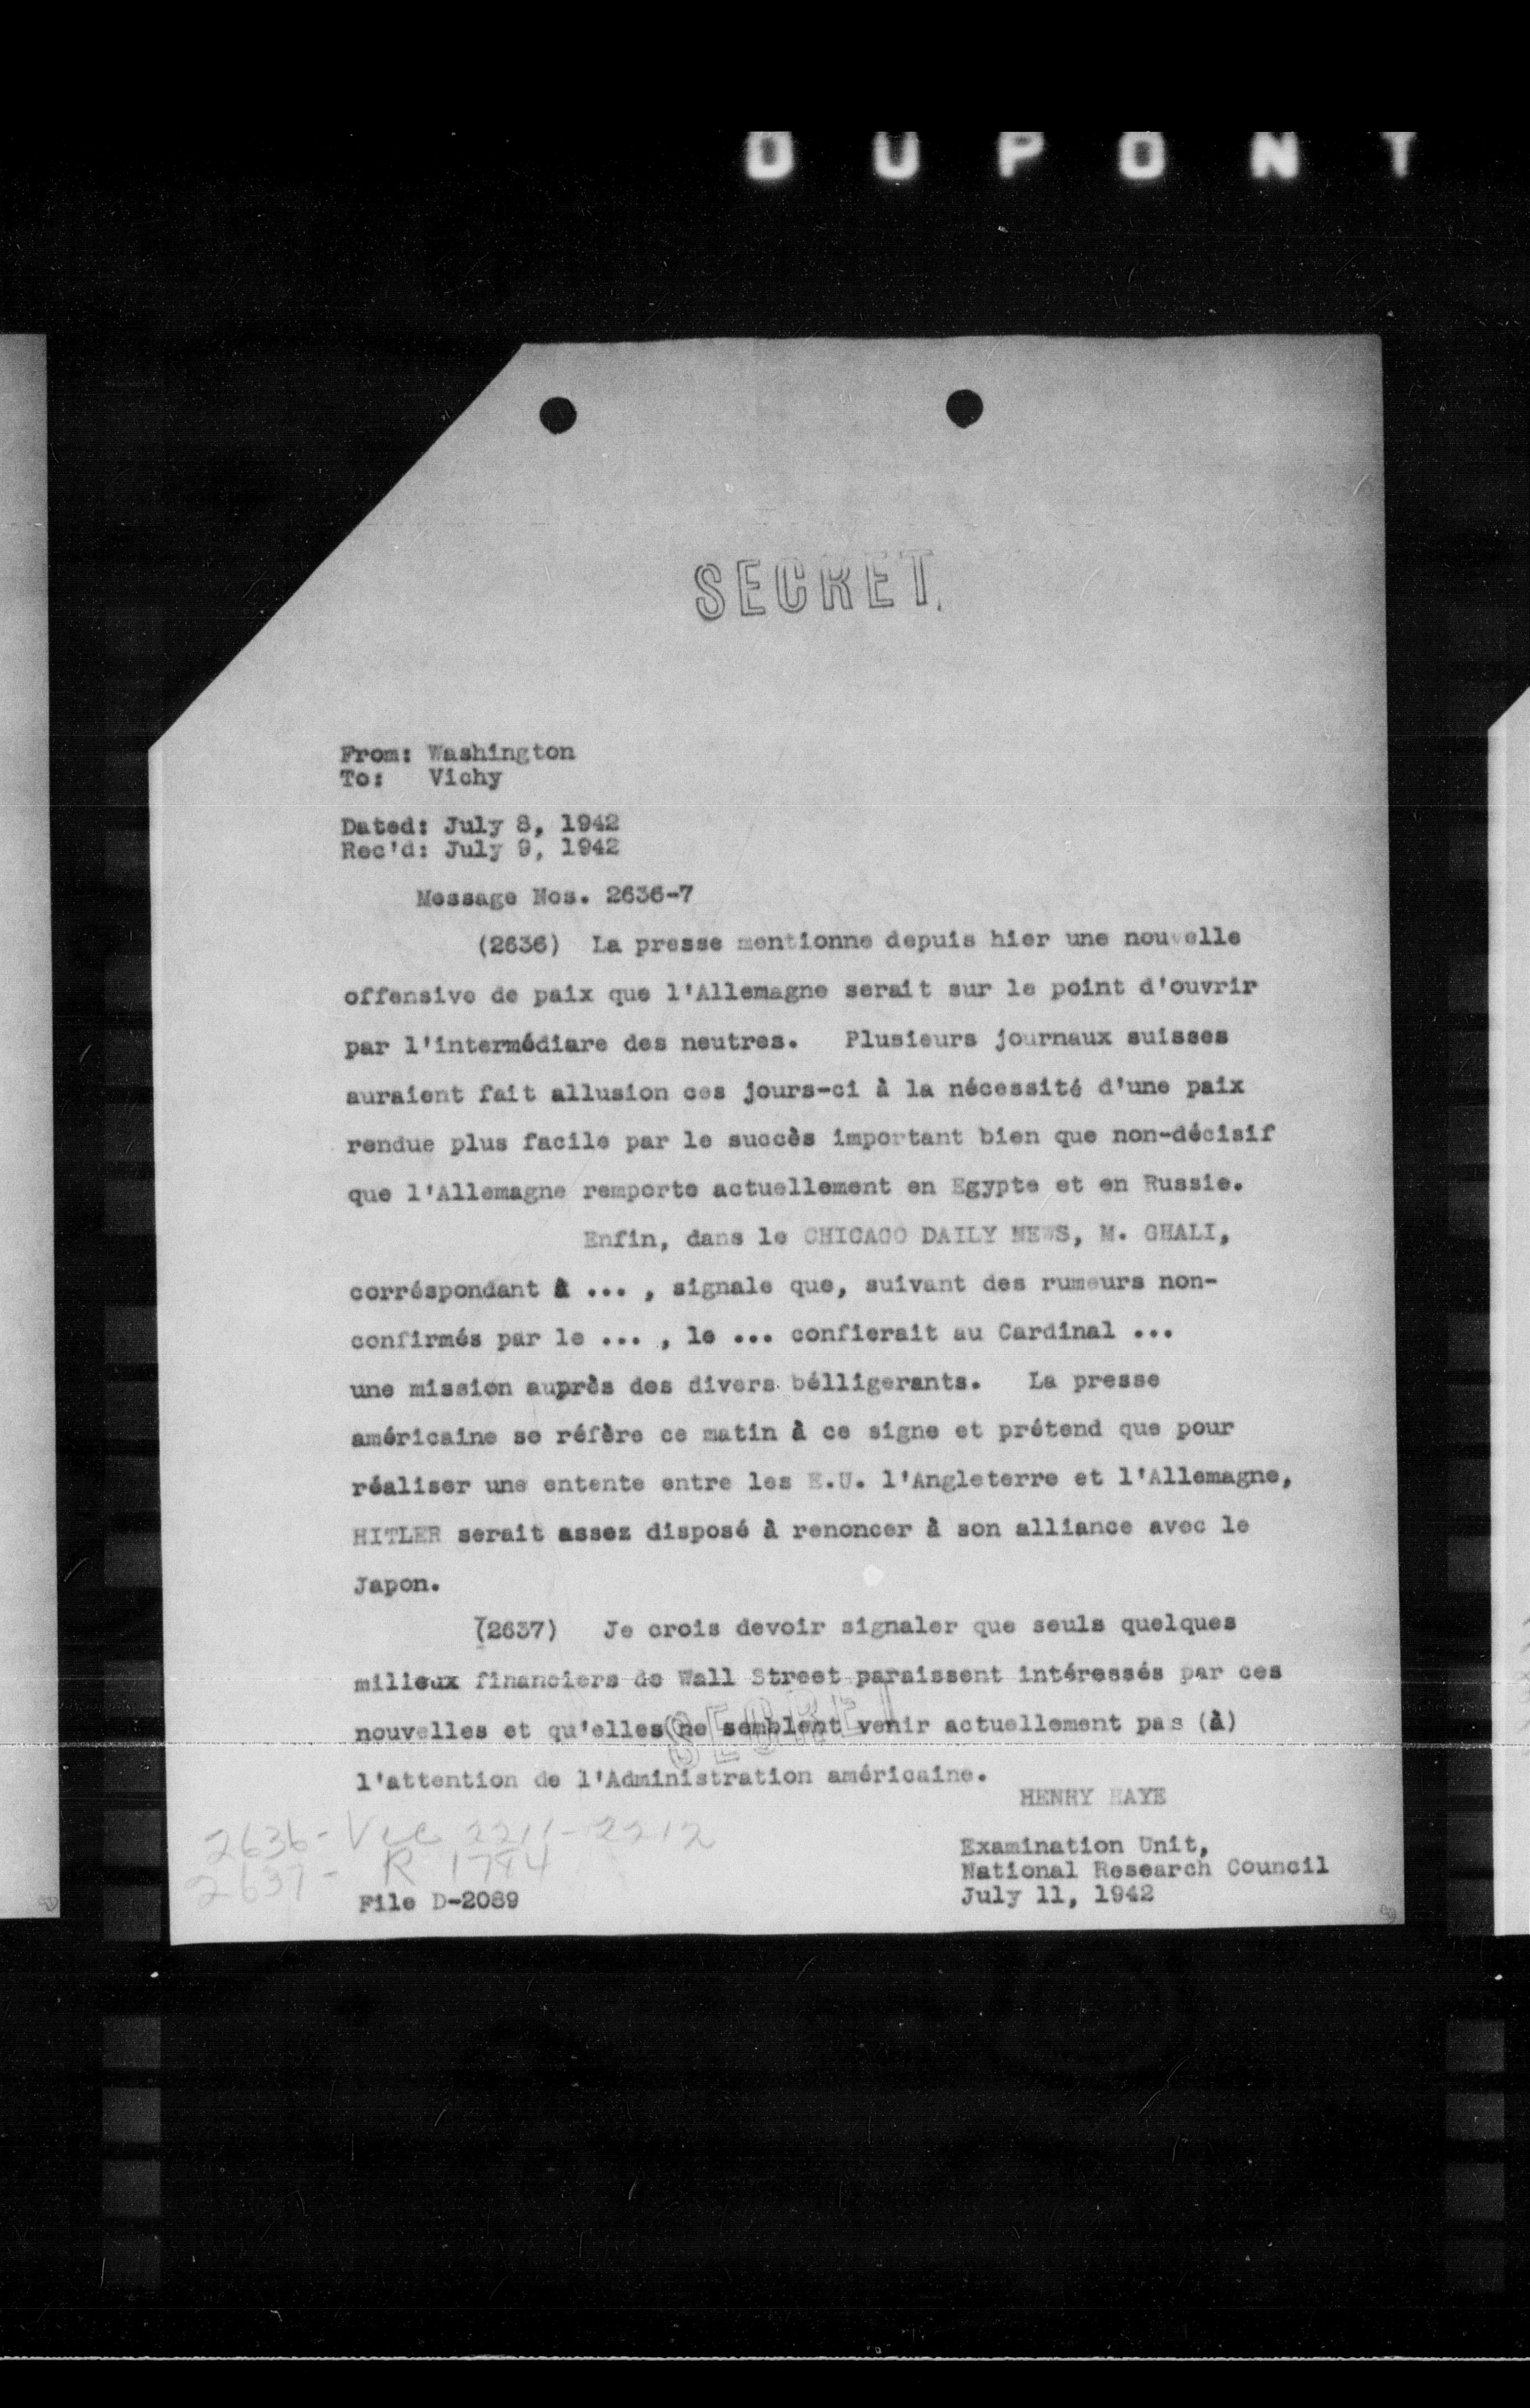 DUPONT
SECRET
From: Washington
To: Vichy
Dated: July 8, 1942
Rec'd: July 9, 1942
Message Nos. 2636-7
(2636) La presse mentionne depuis hier une nouvelle
offensive de paix que l'Allemagne serait sur le point d'ouvrir
par l'intermédiare des neutres. Plusieurs journaux suisses
auraient fait allusion ces jours-ci à la nécessité d'une paix
rendue plus facile par le succès important bien que non-décisif
que l'Allemagne remporte actuellement en Egypte et en Russie.
Enfin, dans le CHICAGO DAILY NEWS, M. GHALI,
corréspondant à ... , signale que, suivant des rumeurs non-
confirmés par le ... , le ... confierait au Cardinal ...
une mission auprès des divers bélligerants. La presse
américaine se réfère ce matin à ce signe et prétend que pour
réaliser une entente entre les E.U. l'Angleterre et l'Allemagne,
HITLER serait assez disposé à renoncer à son alliance avec le
Japon.
(2637) Je crois devoir signaler que seuls quelques
milieux financiers de Wall Street paraissent intéressés par ces
nouvelles et qu'elles(ne semblent venir actuellement pas (à)
SECRET
l'attention de l'Administration américaine.
HENRY HAYE
2636- Vic 2211-2212
2637- R 1784
Examination Unit,
National Research Council
July 11, 1942
File D-2089